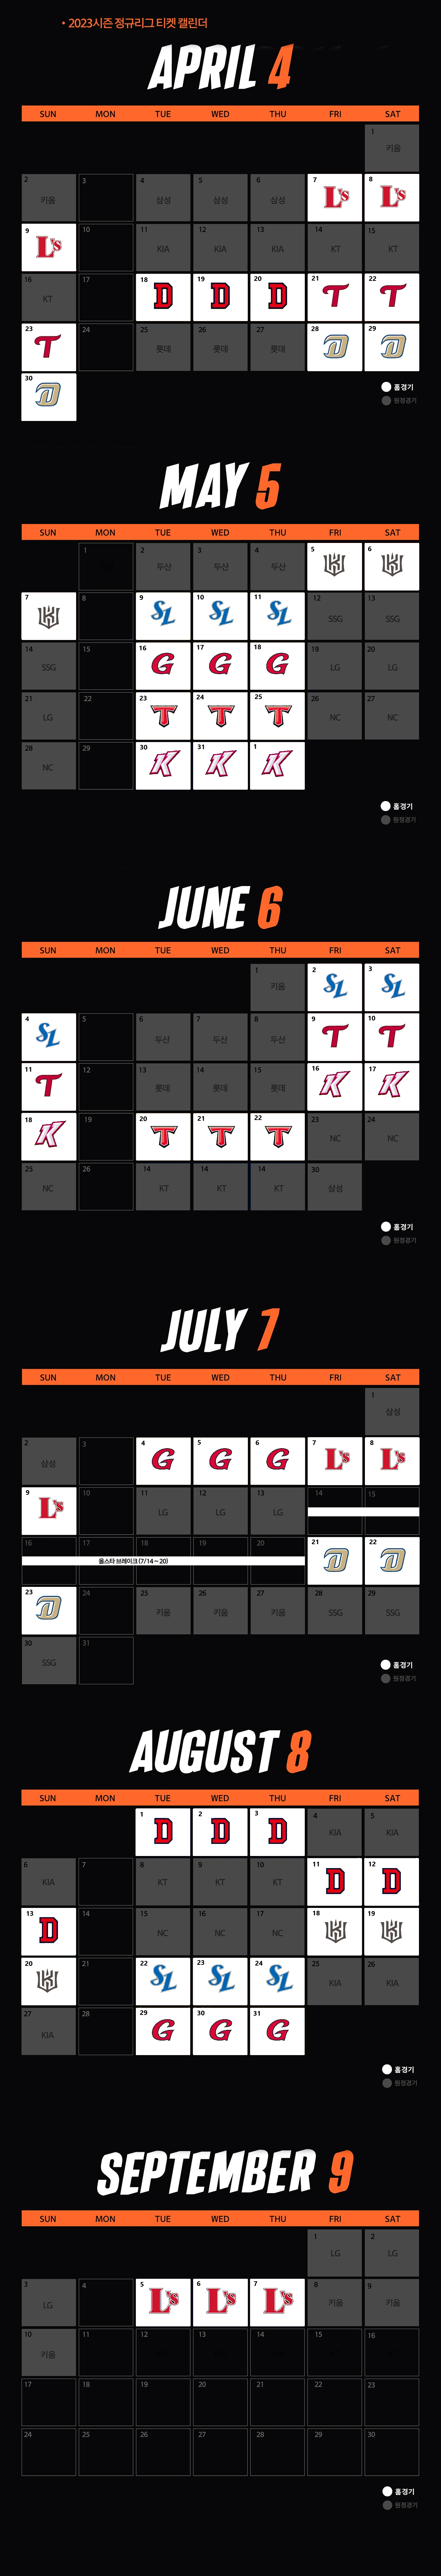 • 2023시즌 정규리그 티켓 캘린더
APRIL 4
SUN MON TUE WED THU FRI SAT
1
키움
2 3 4 5 6 7 8
키움 삼성 삼성 삼성 L's L's
9 10 11 12 13 14 15
L's KIA KIA KIA KT KT
16 17 18 19 20 21 22
KT D D D T T
23 24 25 26 27 28 29
T 롯데 롯데 롯데 D D
30
D
홈경기
원정경기
MAY 5
SUN MON TUE WED THU FRI SAT
1 2 3 4 5 6
두산 두산 두산
7 8 9 10 11 12 13
SL SL SL SSG SSG
14 15 16 17 18 19 20
SSG G G G LG LG
21 22 23 24 25 26 27
LG T T T NC NC
28 29 30 31 1
NC K K K
홈경기
원정경기
JUNE 6
SUN MON TUE WED THU FRI SAT
1 2 3
키움 SL SL
4 5 6 7 8 9 10
SL 두산 두산 두산 T T
11 12 13 14 15 16 17
T 롯데 롯데 롯데 K K
18 19 20 21 22 23 24
K T T T NC NC
25 26 14 14 14 30
NC KT KT KT 삼성
홈경기
원정경기
JULY 7
SUN MON TUE WED THU FRI SAT
1
삼성
2 3 4 5 6 7 8
삼성 G G G L's L's
9 10 11 12 13 14 15
L's LG LG LG
16 17 18 19 20 21 22
올스타 브레이크 (7/14 ~ 20) D D
23 24 25 26 27 28 29
D 키움 키움 키움 SSG SSG
30 31
SSG
홈경기
원정경기
AUGUST 8
SUN MON TUE WED THU FRI SAT
1 2 3 4 5
D D D KIA KIA
6 7 8 9 10 11 12
KIA KT KT KT D D
13 14 15 16 17 18 19
D NC NC NC
20 21 22 23 24 25 26
SL SL SL KIA KIA
27 28 29 30 31
KIA G G G
홈경기
원정경기
SEPTEMBER 9
SUN MON TUE WED THU FRI SAT
1 2
LG LG
3 4 5 6 7 8 9
LG L's L's L's 키움 키움
10 11 12 13 14 15 16
키움
17 18 19 20 21 22 23
24 25 26 27 28 29 30
홈경기
원정경기